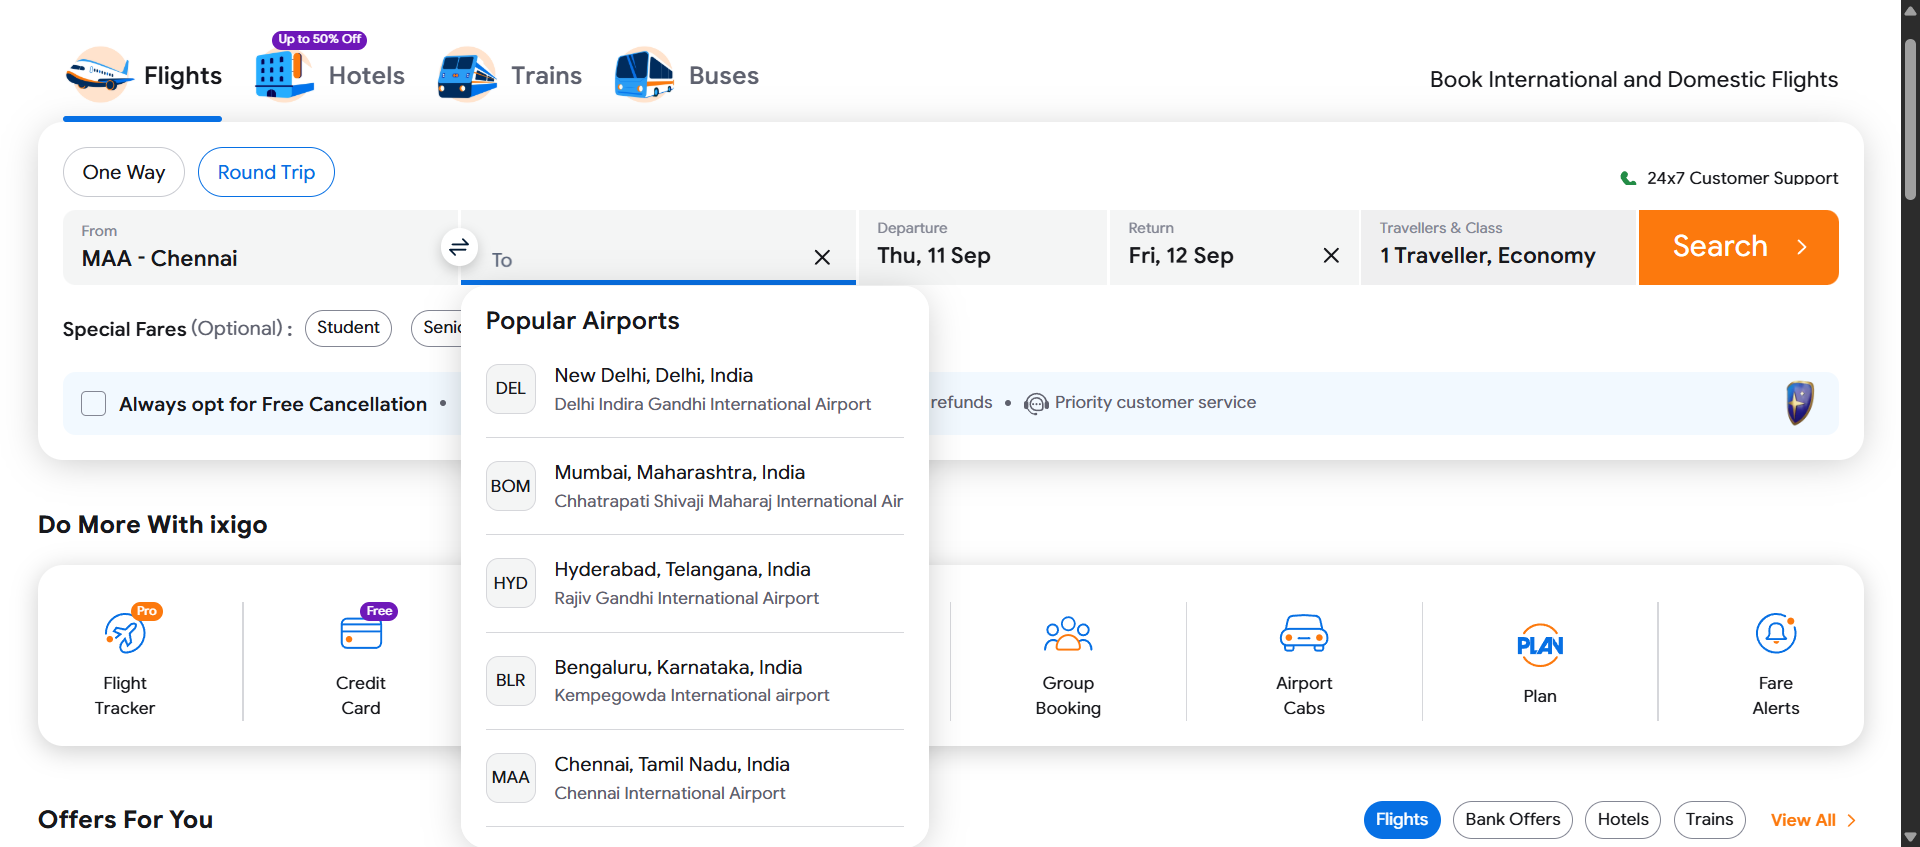 Up to 50% Off
Flights
Hotels
Trains
Buses
Book International and Domestic Flights
One Way
Round Trip
24x7 Customer Support
From
MAA - Chennai
To
Departure
Thu, 11 Sep
Return
Fri, 12 Sep
Travellers & Class
1 Traveller, Economy
Search
Special Fares (Optional) :
Student
Senio
Popular Airports
DEL
New Delhi, Delhi, India
Delhi Indira Gandhi International Airport
BOM
Mumbai, Maharashtra, India
Chhatrapati Shivaji Maharaj International Air
HYD
Hyderabad, Telangana, India
Rajiv Gandhi International Airport
BLR
Bengaluru, Karnataka, India
Kempegowda International airport
MAA
Chennai, Tamil Nadu, India
Chennai International Airport
Always opt for Free Cancellation •
refunds • Priority customer service
Do More With ixigo
Pro
Flight
Tracker
Free
Credit
Card
Group
Booking
Airport
Cabs
PLAN
Plan
Fare
Alerts
Offers For You
Flights
Bank Offers
Hotels
Trains
View All